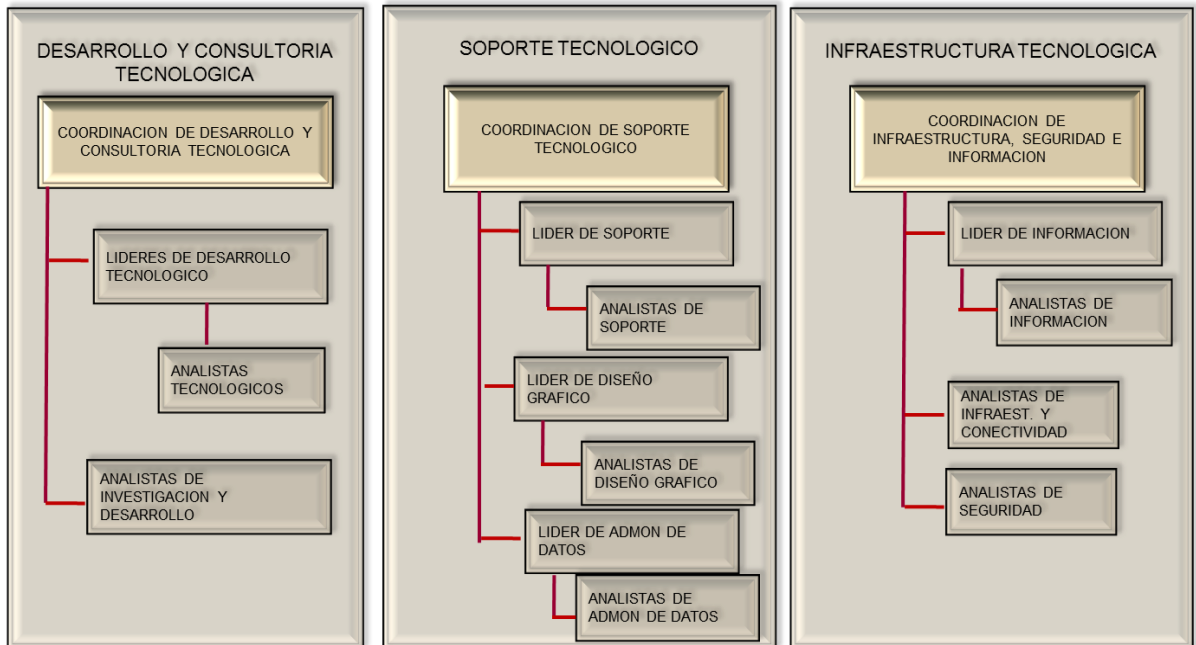 DESARROLLO Y CONSULTORIA
TECNOLOGICA
COORDINACION DE DESARROLLO Y
CONSULTORIA TECNOLOGICA
LIDERES DE DESARROLLO
TECNOLOGICO
ANALISTAS
TECNOLOGICOS
ANALISTAS DE
INVESTIGACION Y
DESARROLLO
SOPORTE TECNOLOGICO
COORDINACION DE SOPORTE
TECNOLOGICO
LIDER DE SOPORTE
ANALISTAS DE
SOPORTE
LIDER DE DISEÑO
GRAFICO
ANALISTAS DE
DISEÑO GRAFICO
LIDER DE ADMON DE
DATOS
ANALISTAS DE
ADMON DE DATOS
INFRAESTRUCTURA TECNOLOGICA
COORDINACION DE
INFRAESTRUCTURA, SEGURIDAD E
INFORMACION
LIDER DE INFORMACION
ANALISTAS DE
INFORMACION
ANALISTAS DE
INFRAEST. Y
CONECTIVIDAD
ANALISTAS DE
SEGURIDAD